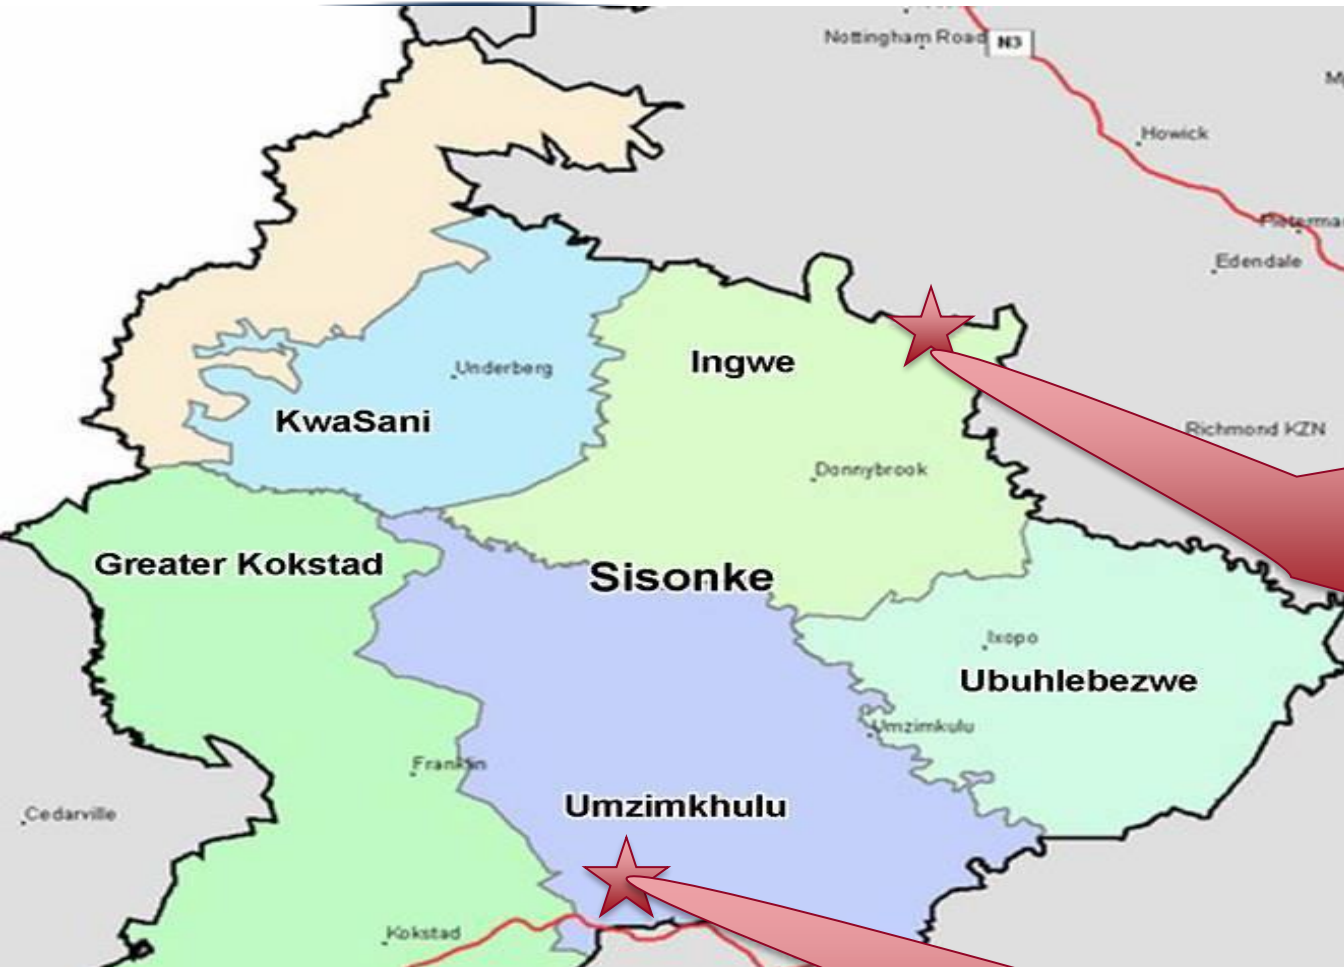 Nottingham Road
N3
Howick
Edendale
Ingwe
Underberg
KwaSani
Richmond KZN
Donnybrook
Greater Kokstad
Sisonke
Ixopo
Ubuhlebezwe
Umzimkulu
Franklin
Umzimkhulu
Cedarville
Kokstad